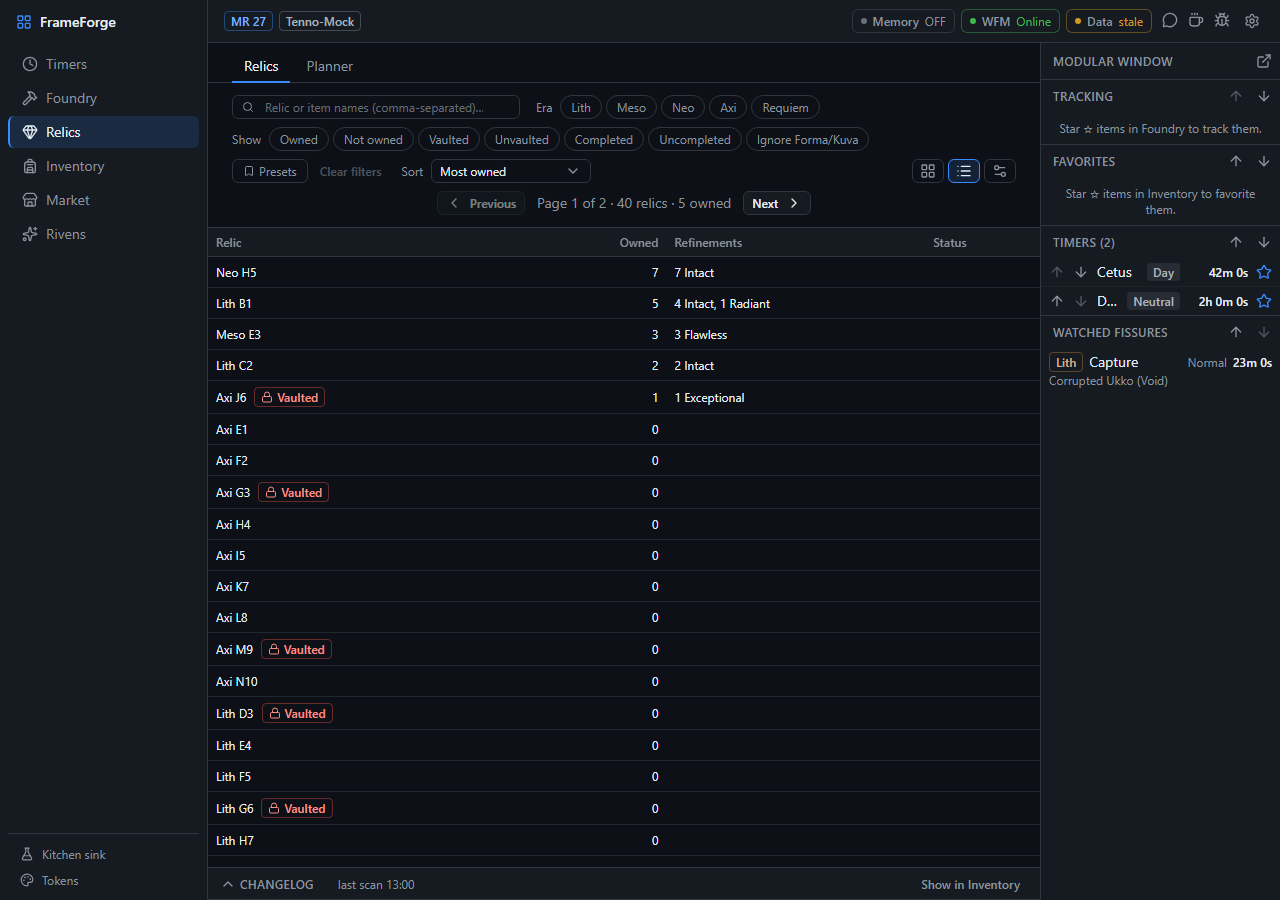 FrameForge
Timers
Foundry
Relics
Inventory
Market
Rivens
Kitchen sink
Tokens
MR 27 Tenno-Mock
Memory OFF WFM Online Data stale
Relics Planner
Relic or item names (comma-separated)... Era Lith Meso Neo Axi Requiem
Show Owned Not owned Vaulted Unvaulted Completed Uncompleted Ignore Forma/Kuva
Presets Clear filters Sort Most owned
Previous Page 1 of 2 · 40 relics · 5 owned Next
Relic Owned Refinements Status
Neo H5 7 7 Intact
Lith B1 5 4 Intact, 1 Radiant
Meso E3 3 3 Flawless
Lith C2 2 2 Intact
Axi J6 Vaulted 1 1 Exceptional
Axi E1 0
Axi F2 0
Axi G3 Vaulted 0
Axi H4 0
Axi I5 0
Axi K7 0
Axi L8 0
Axi M9 Vaulted 0
Axi N10 0
Lith D3 Vaulted 0
Lith E4 0
Lith F5 0
Lith G6 Vaulted 0
Lith H7 0
CHANGELOG last scan 13:00 Show in Inventory
MODULAR WINDOW
TRACKING
Star ☆ items in Foundry to track them.
FAVORITES
Star ☆ items in Inventory to favorite
them.
TIMERS (2)
Cetus Day 42m 0s
D... Neutral 2h 0m 0s
WATCHED FISSURES
Lith Capture Normal 23m 0s
Corrupted Ukko (Void)